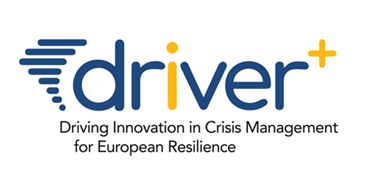 driver+
Driving Innovation in Crisis Management
for European Resilience